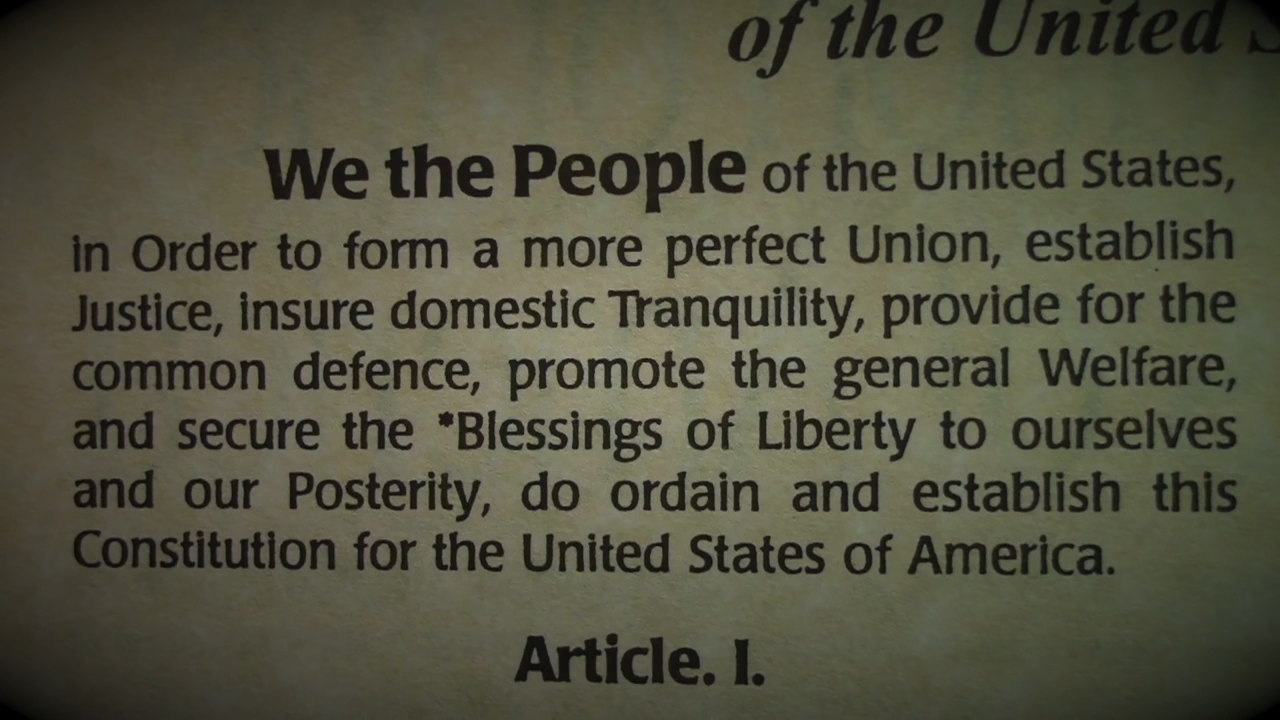 of the United
We the People of the United States,
in Order to form a more perfect Union, establish
Justice, insure domestic Tranquility, provide for the
common defence, promote the general Welfare,
and secure the *Blessings of Liberty to ourselves
and our Posterity, do ordain and establish this
Constitution for the United States of America.
Article. I.